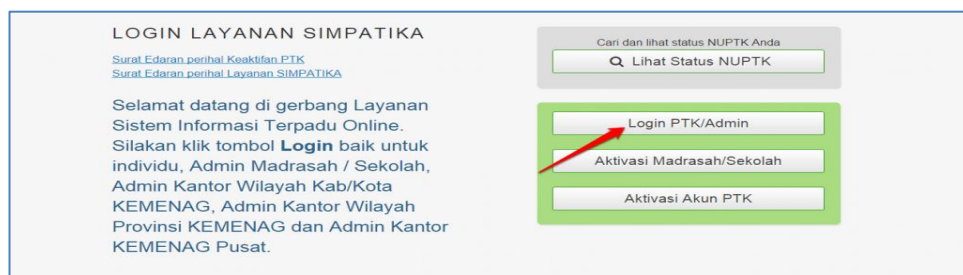 LOGIN LAYANAN SIMPATIKA
Surat Edaran perihal Keaktifan PTK
Surat Edaran perihal Layanan SIMPATIKA
Selamat datang di gerbang Layanan
Sistem Informasi Terpadu Online.
Silakan klik tombol Login baik untuk
individu, Admin Madrasah / Sekolah,
Admin Kantor Wilayah Kab/Kota
KEMENAG, Admin Kantor Wilayah
Provinsi KEMENAG dan Admin Kantor
KEMENAG Pusat.
Cari dan lihat status NUPTK Anda
Lihat Status NUPTK
Login PTK/Admin
Aktivasi Madrasah/Sekolah
Aktivasi Akun PTK